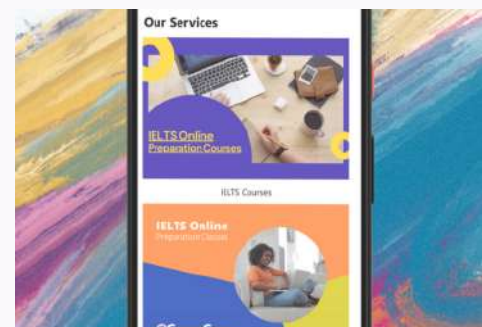 Our Services
IELTS Online
Preparation Courses
IELTS Courses
IELTS Online
Preparation Courses